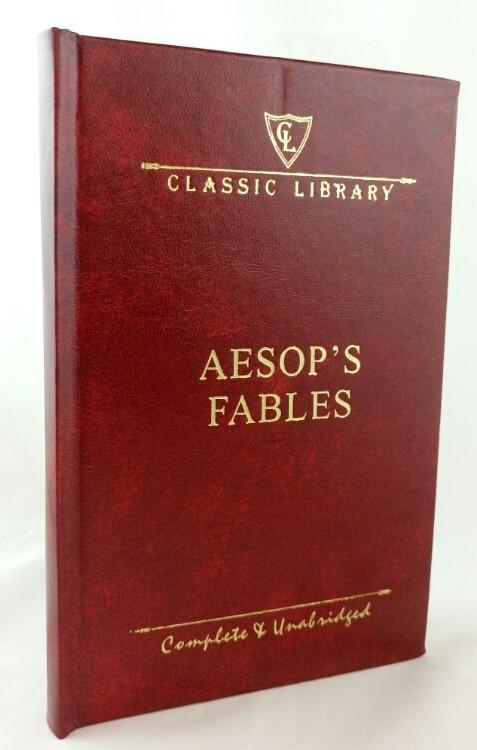 CL
CLASSIC LIBRARY
AESOP'S
FABLES
Complete & Unabridged